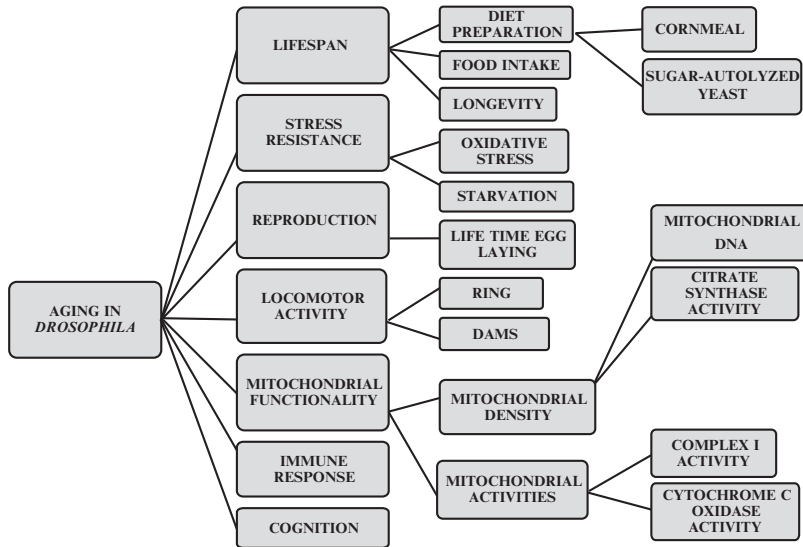 AGING IN
DROSOPHILA
LIFESPAN
STRESS
RESISTANCE
REPRODUCTION
LOCOMOTOR
ACTIVITY
MITOCHONDRIAL
FUNCTIONALITY
IMMUNE
RESPONSE
COGNITION
DIET
PREPARATION
FOOD INTAKE
LONGEVITY
OXIDATIVE
STRESS
STARVATION
LIFE TIME EGG
LAYING
RING
DAMS
MITOCHONDRIAL
DENSITY
MITOCHONDRIAL
ACTIVITIES
CORNMEAL
SUGAR-AUTOLYZED
YEAST
MITOCHONDRIAL
DNA
CITRATE
SYNTHASE
ACTIVITY
COMPLEX I
ACTIVITY
CYTOCHROME C
OXIDASE
ACTIVITY